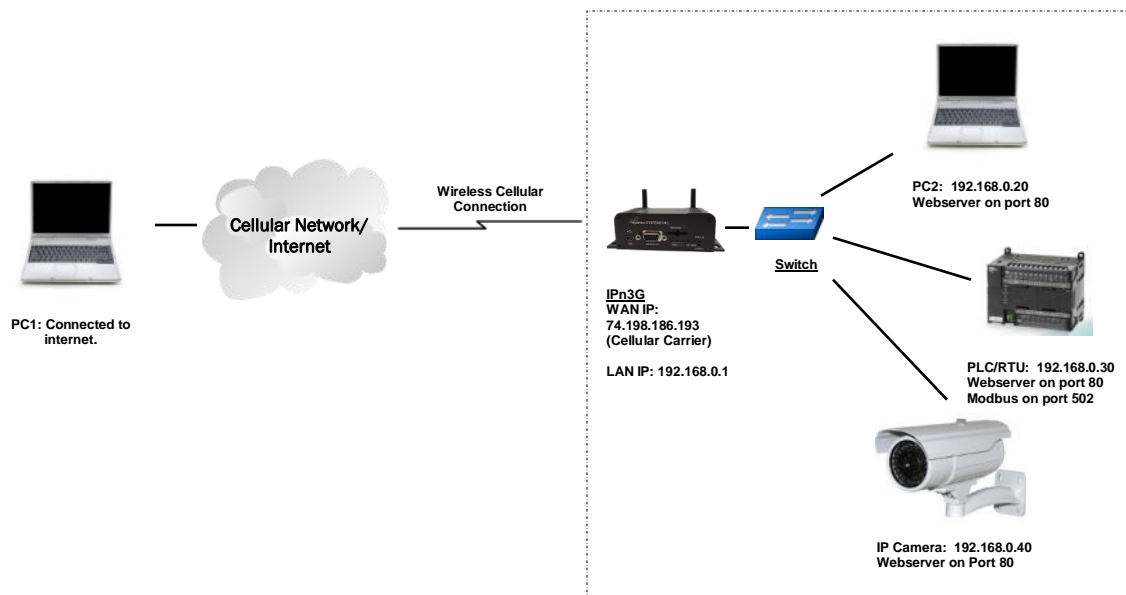 PC1: Connected to
internet.
Cellular Network/
Internet
Wireless Cellular
Connection
IPn3G
WAN IP:
74.198.186.193
(Cellular Carrier)
LAN IP: 192.168.0.1
Switch
PC2: 192.168.0.20
Webserver on port 80
PLC/RTU: 192.168.0.30
Webserver on port 80
Modbus on port 502
IP Camera: 192.168.0.40
Webserver on Port 80